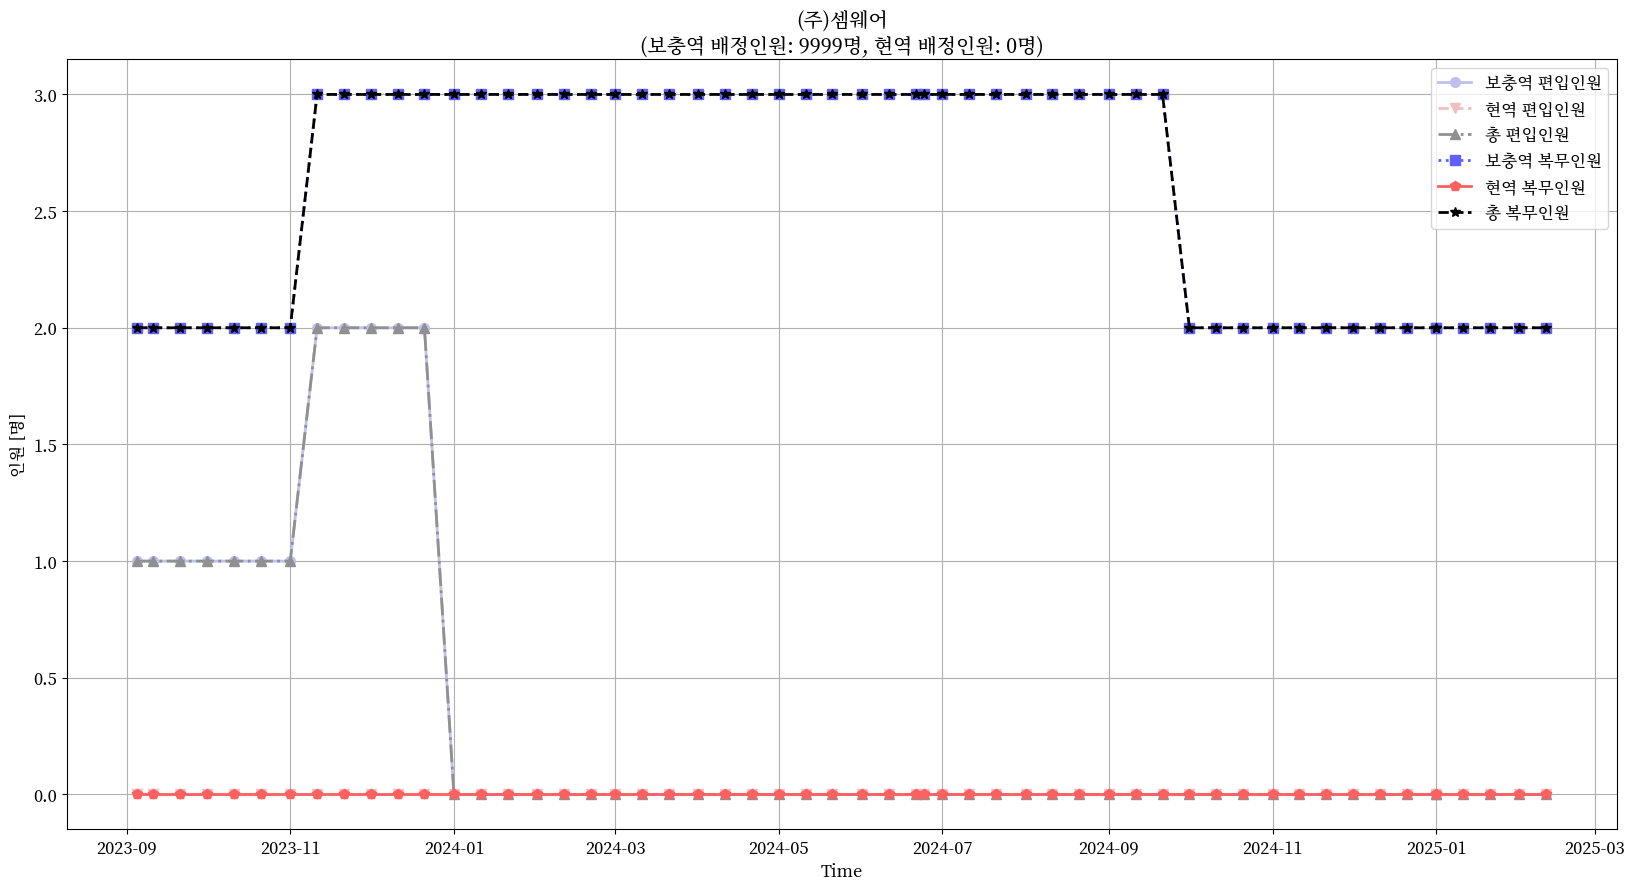 (주)셈웨어
(보충역 배정인원: 9999명, 현역 배정인원: 0명)
보충역 편입인원
현역 편입인원
총 편입인원
보충역 복무인원
현역 복무인원
총 복무인원
인원 [명]
3.0
2.5
2.0
1.5
1.0
0.5
0.0
2023-09 2023-11 2024-01 2024-03 2024-05 2024-07 2024-09 2024-11 2025-01 2025-03
Time